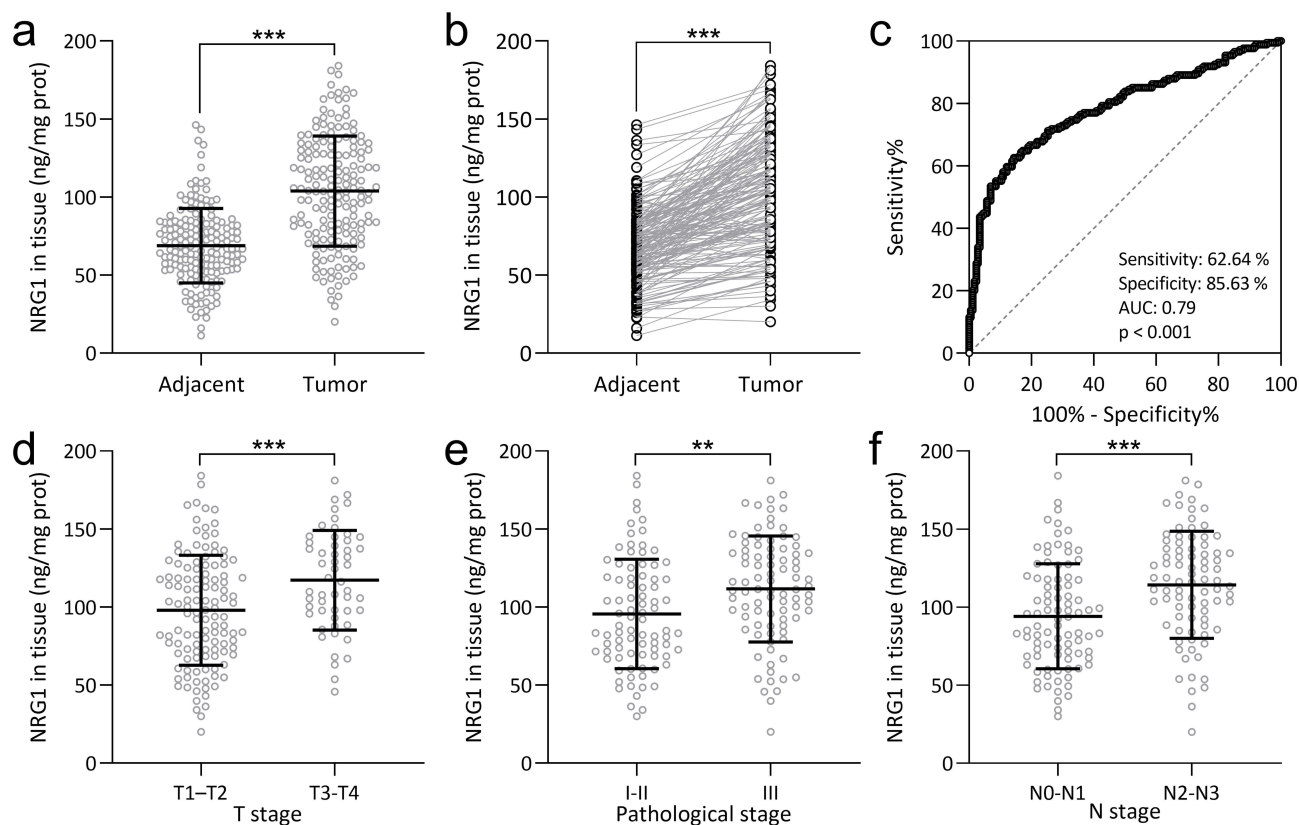 a
***
NRG1 in tissue (ng/mg prot)
200
150
100
50
0
Adjacent
Tumor
b
***
NRG1 in tissue (ng/mg prot)
200
150
100
50
0
Adjacent
Tumor
c
Sensitivity%
100
80
60
40
20
0
Sensitivity: 62.64 %
Specificity: 85.63 %
AUC: 0.79
p < 0.001
0 20 40 60 80 100
100% - Specificity%
d
***
NRG1 in tissue (ng/mg prot)
200
150
100
50
0
T1–T2
T3-T4
T stage
e
**
NRG1 in tissue (ng/mg prot)
200
150
100
50
0
I-II
III
Pathological stage
f
***
NRG1 in tissue (ng/mg prot)
200
150
100
50
0
N0-N1
N2-N3
N stage